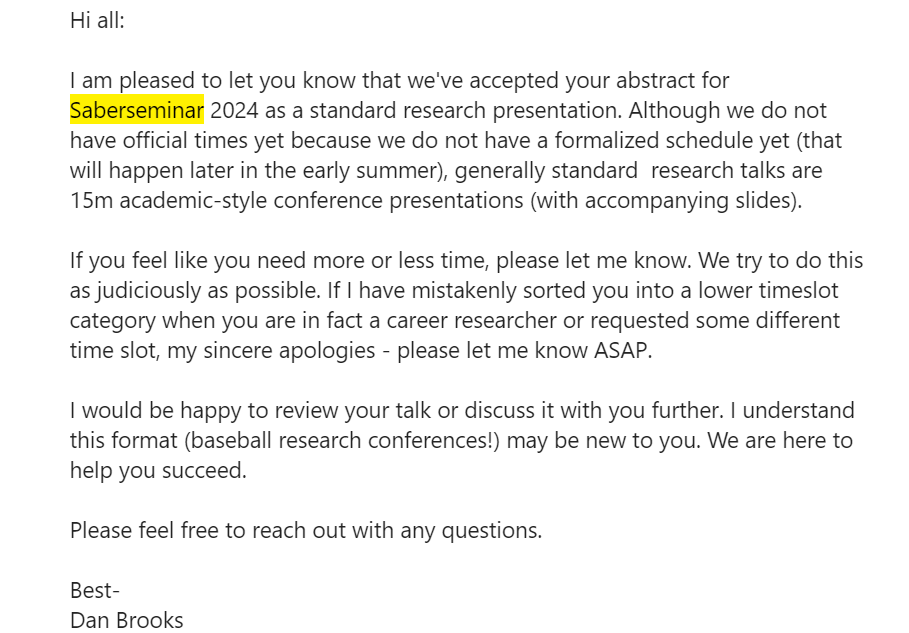 Hi all:
I am pleased to let you know that we've accepted your abstract for
Saberseminar 2024 as a standard research presentation. Although we do not
have official times yet because we do not have a formalized schedule yet (that
will happen later in the early summer), generally standard  research talks are
15m academic-style conference presentations (with accompanying slides).
If you feel like you need more or less time, please let me know. We try to do this
as judiciously as possible. If I have mistakenly sorted you into a lower timeslot
category when you are in fact a career researcher or requested some different
time slot, my sincere apologies - please let me know ASAP.
I would be happy to review your talk or discuss it with you further. I understand
this format (baseball research conferences!) may be new to you. We are here to
help you succeed.
Please feel free to reach out with any questions.
Best-
Dan Brooks